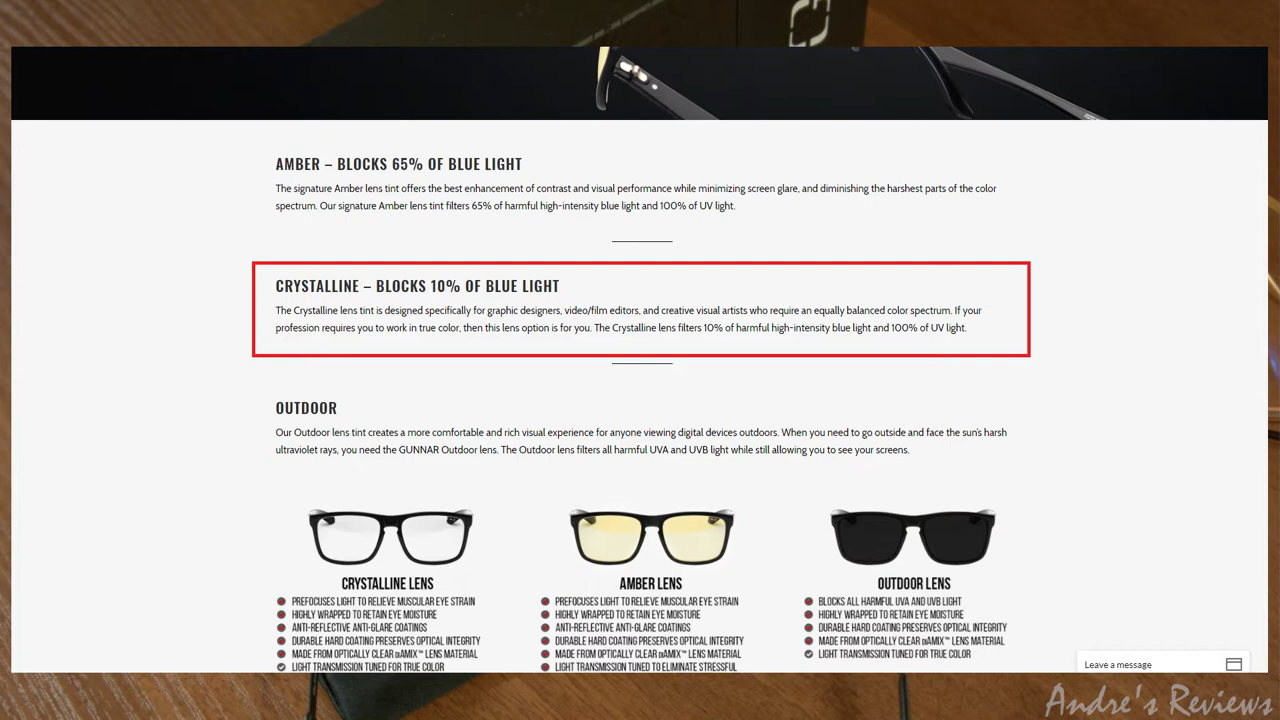 AMBER – BLOCKS 65% OF BLUE LIGHT
The signature Amber lens tint offers the best enhancement of contrast and visual performance while minimizing screen glare, and diminishing the harshest parts of the color
spectrum. Our signature Amber lens tint filters 65% of harmful high-intensity blue light and 100% of UV light.
CRYSTALLINE – BLOCKS 10% OF BLUE LIGHT
The Crystalline lens tint is designed specifically for graphic designers, video/film editors, and creative visual artists who require an equally balanced color spectrum. If your
profession requires you to work in true color, then this lens option is for you. The Crystalline lens filters 10% of harmful high-intensity blue light and 100% of UV light.
OUTDOOR
Our Outdoor lens tint creates a more comfortable and rich visual experience for anyone viewing digital devices outdoors. When you need to go outside and face the sun's harsh
ultraviolet rays, you need the GUNNAR Outdoor lens. The Outdoor lens filters all harmful UVA and UVB light while still allowing you to see your screens.
CRYSTALLINE LENS
PREFOCUSES LIGHT TO RELIEVE MUSCULAR EYE STRAIN
HIGHLY WRAPPED TO RETAIN EYE MOISTURE
ANTI-REFLECTIVE ANTI-GLARE COATINGS
DURABLE HARD COATING PRESERVES OPTICAL INTEGRITY
MADE FROM OPTICALLY CLEAR diAMIX™ LENS MATERIAL
LIGHT TRANSMISSION TUNED FOR TRUE COLOR
AMBER LENS
PREFOCUSES LIGHT TO RELIEVE MUSCULAR EYE STRAIN
HIGHLY WRAPPED TO RETAIN EYE MOISTURE
ANTI-REFLECTIVE ANTI-GLARE COATINGS
DURABLE HARD COATING PRESERVES OPTICAL INTEGRITY
MADE FROM OPTICALLY CLEAR diAMIX™ LENS MATERIAL
LIGHT TRANSMISSION TUNED TO ELIMINATE STRESSFUL
OUTDOOR LENS
BLOCKS ALL HARMFUL UVA AND UVB LIGHT
HIGHLY WRAPPED TO RETAIN EYE MOISTURE
DURABLE HARD COATING PRESERVES OPTICAL INTEGRITY
MADE FROM OPTICALLY CLEAR diAMIX™ LENS MATERIAL
LIGHT TRANSMISSION TUNED FOR TRUE COLOR
Leave a message
Andre's Reviews